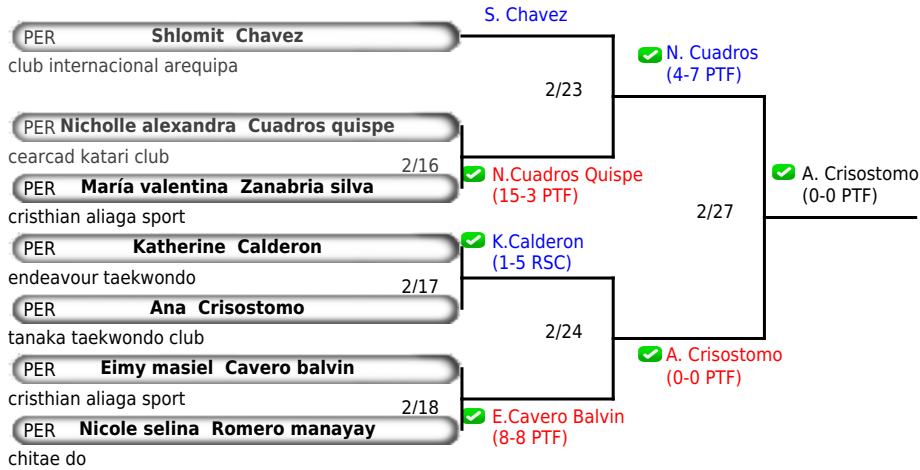 S. Chavez
PER Shlomit Chavez
club internacional arequipa
N. Cuadros
(4-7 PTF)
2/23
PER Nicholle alexandra Cuadros quispe
cearcad katari club
2/16
N.Cuadros Quispe
(15-3 PTF)
PER María valentina Zanabria silva
cristhian aliaga sport
A. Crisostomo
(0-0 PTF)
2/27
PER Katherine Calderon
endeavour taekwondo
K.Calderon
(1-5 RSC)
2/17
PER Ana Crisostomo
tanaka taekwondo club
2/24
A. Crisostomo
(0-0 PTF)
PER Eimy masiel Cavero balvin
cristhian aliaga sport
2/18
E.Cavero Balvin
(8-8 PTF)
PER Nicole selina Romero manayay
chitae do